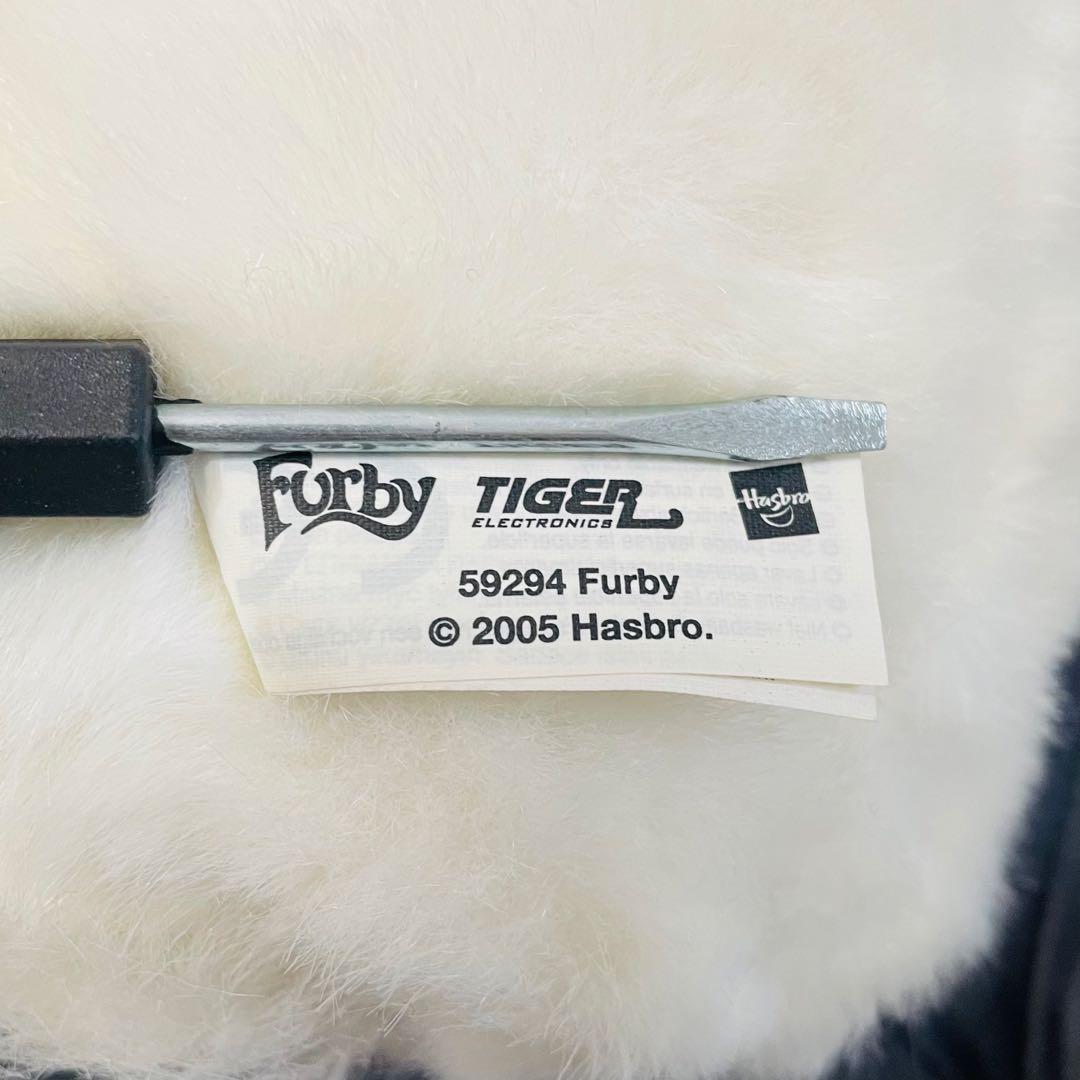 Furby TIGER ELECTRONICS Hasbro
59294 Furby
© 2005 Hasbro.